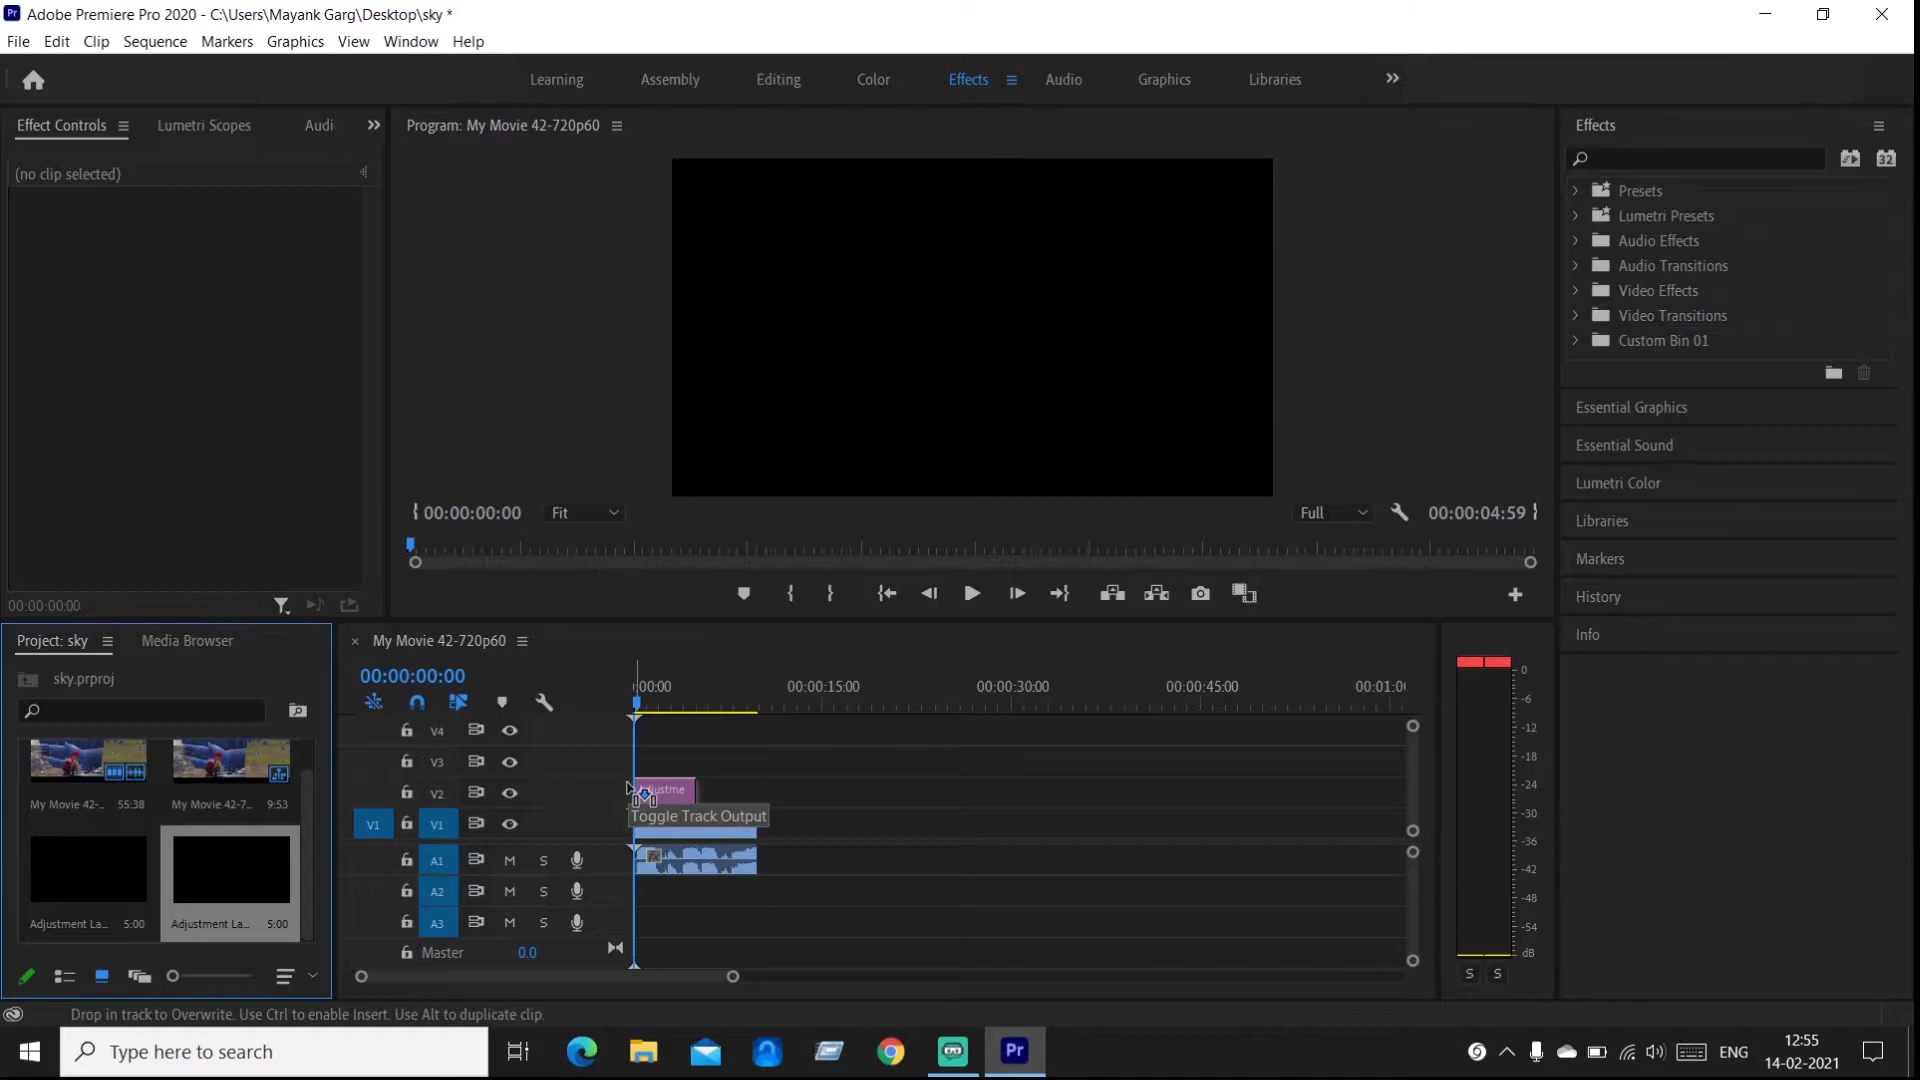 Adobe Premiere Pro 2020 - C:\Users\Mayank Garg\Desktop\sky *
File Edit Clip Sequence Markers Graphics View Window Help
Learning Assembly Editing Color Effects Audio Graphics Libraries
Effect Controls Lumetri Scopes Audi
Program: My Movie 42-720p60
Effects
(no clip selected)
32
Presets
Lumetri Presets
Audio Effects
Audio Transitions
Video Effects
Video Transitions
Custom Bin 01
Essential Graphics
Essential Sound
Lumetri Color
Libraries
Markers
History
Info
00:00:00:00 Fit Full 00:00:04:59
00:00:00:00
Project: sky Media Browser
sky.prproj
My Movie 42-... 55:38 My Movie 42-7... 9:53
Adjustment La... 5:00 Adjustment La... 5:00
My Movie 42-720p60
00:00:00:00
:00:00 00:00:15:00 00:00:30:00 00:00:45:00 00:01:0
V4
V3
V2
V1 V1
Toggle Track Output
A1 M S fx
A2 M S
A3 M S
Master 0.0
0
-6
-12
-18
-24
-30
-36
-42
-48
-54
dB
S S
Drop in track to Overwrite. Use Ctrl to enable Insert. Use Alt to duplicate clip.
Type here to search
Pr
ENG
12:55
14-02-2021